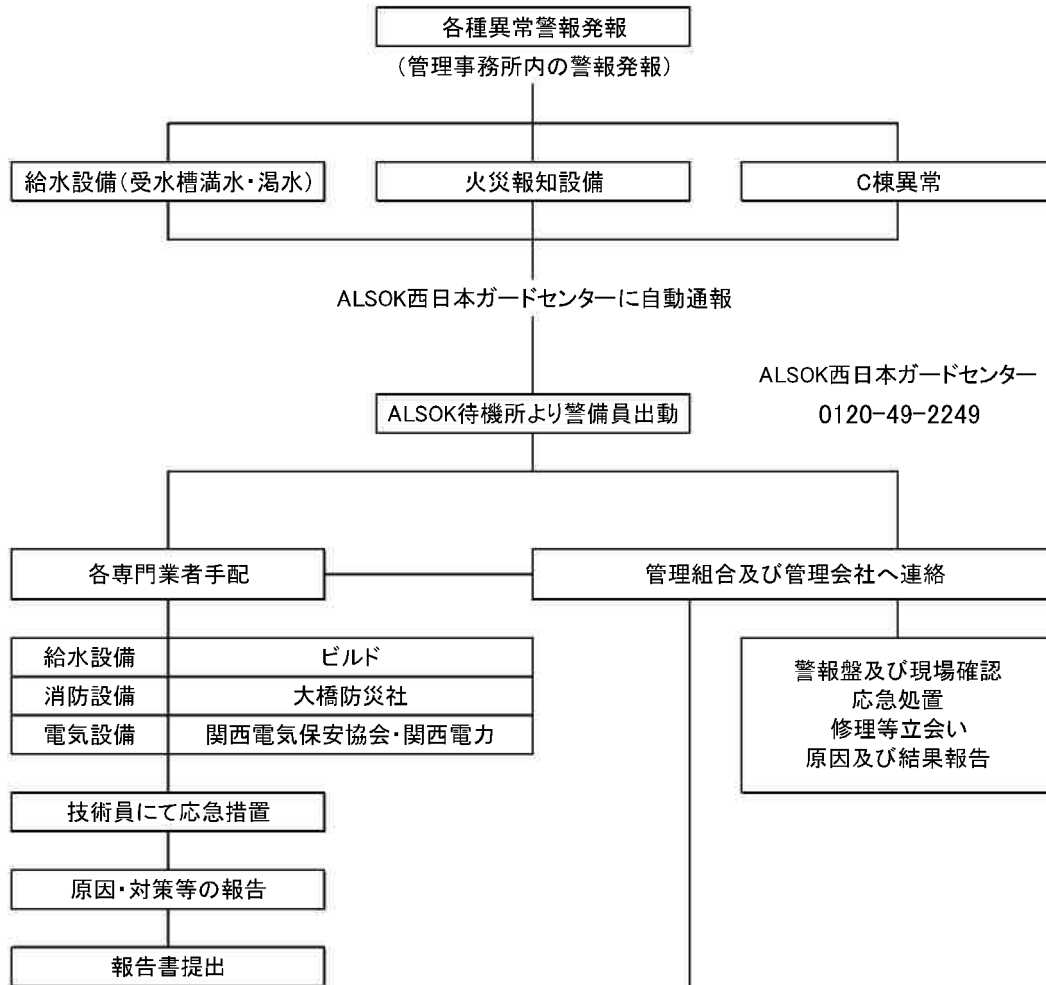 各種異常警報発報
(管理事務所内の警報発報)
給水設備(受水槽満水・渇水)
火災報知設備
C棟異常
ALSOK西日本ガードセンターに自動通報
ALSOK西日本ガードセンター
0120-49-2249
ALSOK待機所より警備員出動
各専門業者手配
管理組合及び管理会社へ連絡
給水設備 ビルド
消防設備 大橋防災社
電気設備 関西電気保安協会・関西電力
警報盤及び現場確認
応急処置
修理等立会い
原因及び結果報告
技術員にて応急措置
原因・対策等の報告
報告書提出